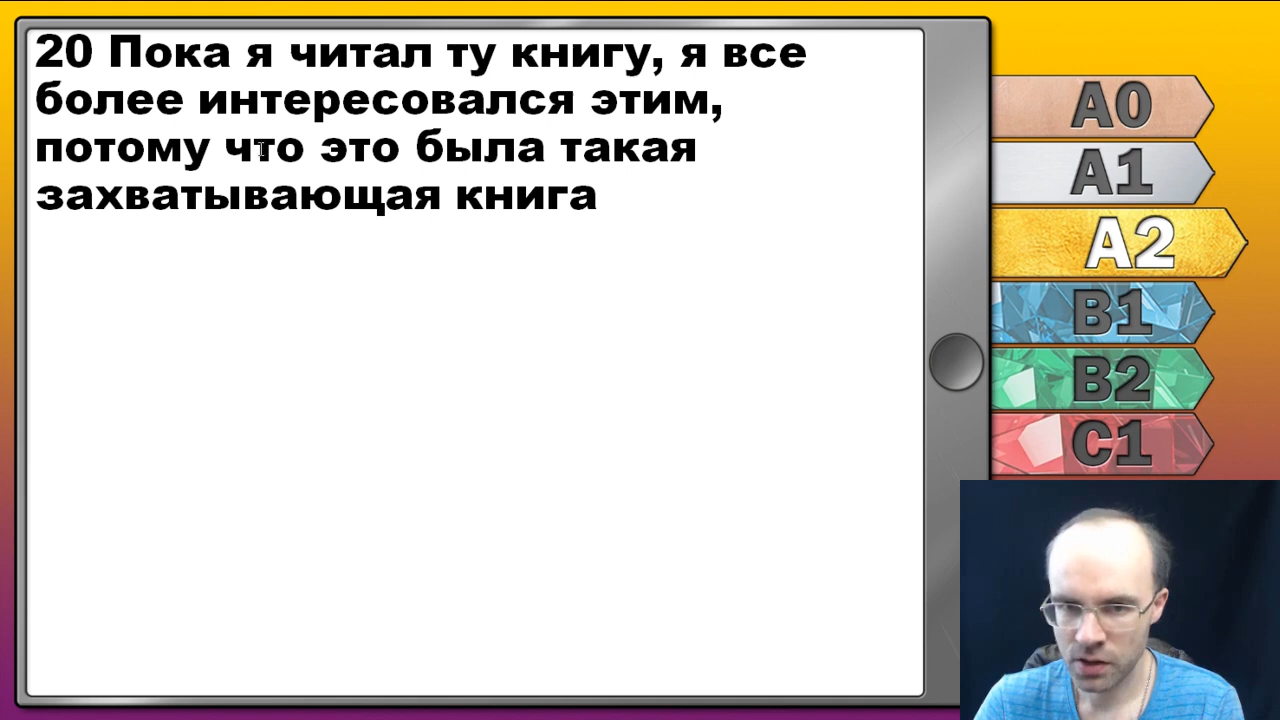 20 Пока я читал ту книгу, я все
более интересовался этим,
потому что это была такая
захватывающая книга
A0
A1
A2
B1
B2
C1